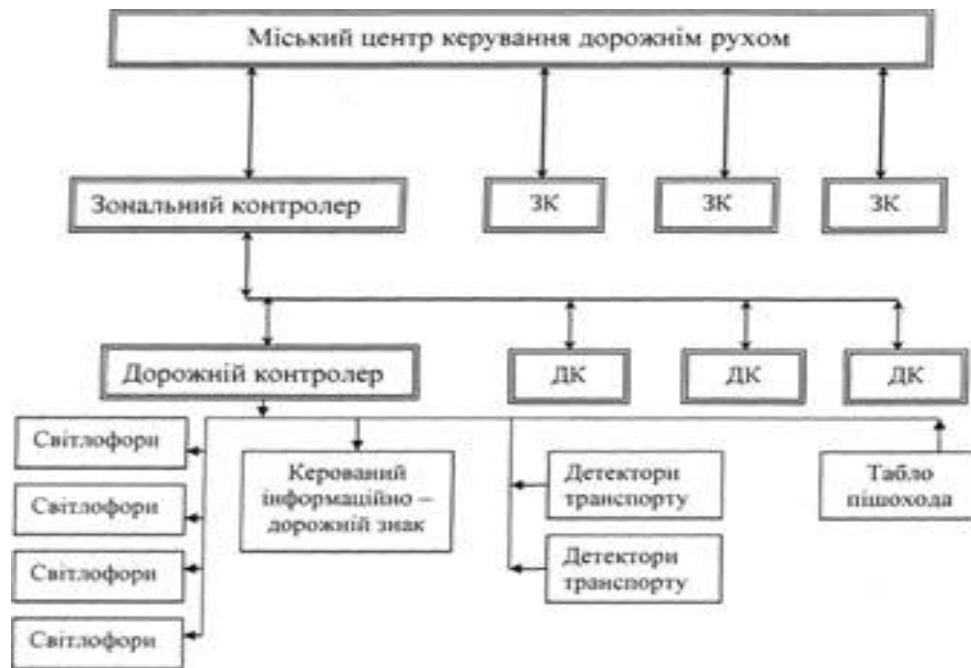 Міський центр керування дорожнім рухом
Зональний контролер
ЗК
ЗК
ЗК
Дорожній контролер
ДК
ДК
ДК
Світлофори
Світлофори
Світлофори
Світлофори
Керований
інформаційно –
дорожній знак
Детектори
транспорту
Детектори
транспорту
Табло
пішохода